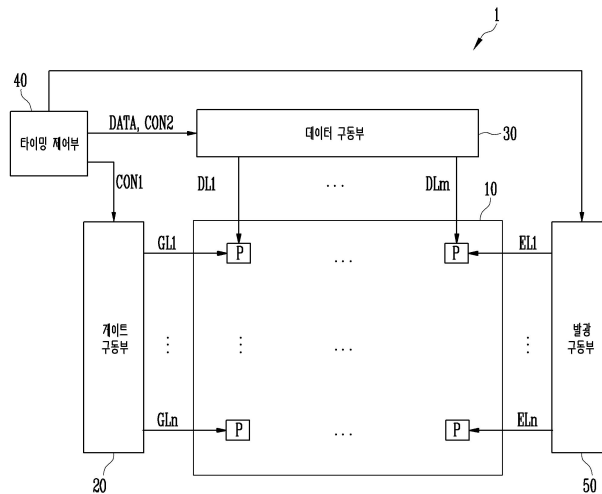 1
40
타이밍 제어부
DATA, CON2
데이터 구동부
30
CON1
DL1
...
DLm
10
GL1
P
...
P
EL1
게이트
구동부
...
발광
구동부
GLn
P
...
P
ELn
20
50